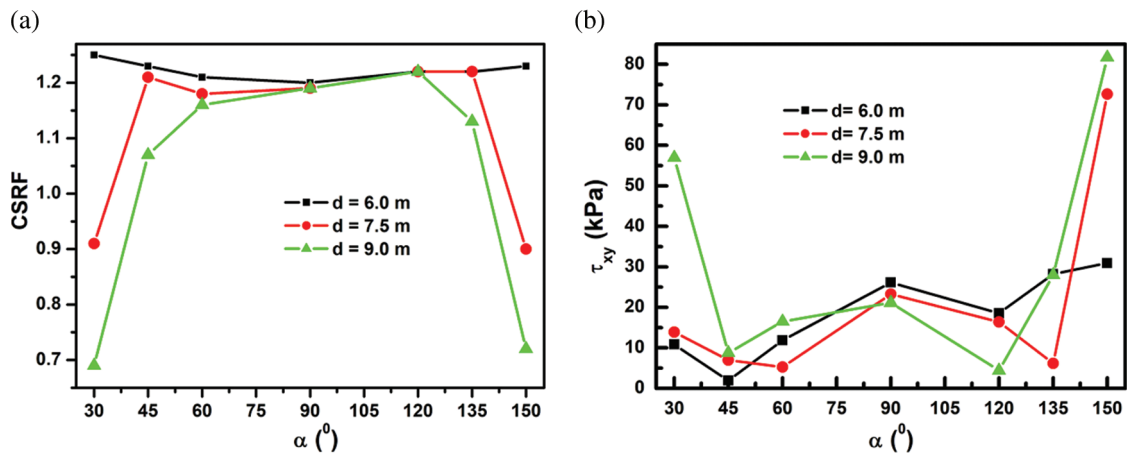 (a)
(b)
1.2
1.1
1.0
0.9
0.8
0.7
CSRF
d = 6.0 m
d = 7.5 m
d = 9.0 m
30 45 60 75 90 105 120 135 150
α (⁰)
80
70
60
50
40
30
20
10
0
τxy (kPa)
d= 6.0 m
d= 7.5 m
d= 9.0 m
30 45 60 75 90 105 120 135 150
α (⁰)